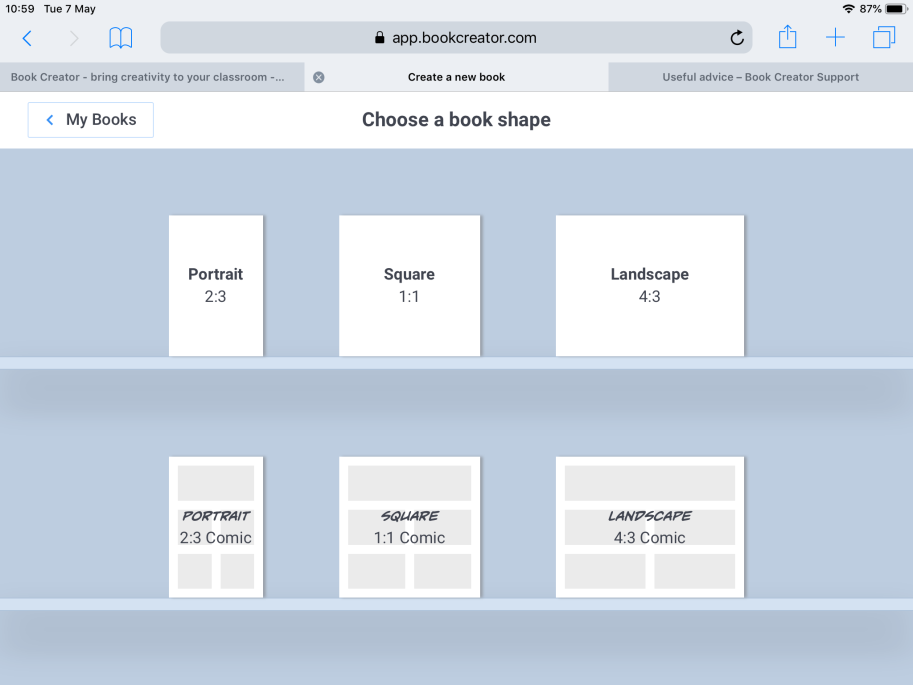 10:59 Tue 7 May 87%
app.bookcreator.com
Book Creator - bring creativity to your classroom -... Create a new book Useful advice – Book Creator Support
My Books Choose a book shape
Portrait Square Landscape
2:3 1:1 4:3
PORTRAIT SQUARE LANDSCAPE
2:3 Comic 1:1 Comic 4:3 Comic